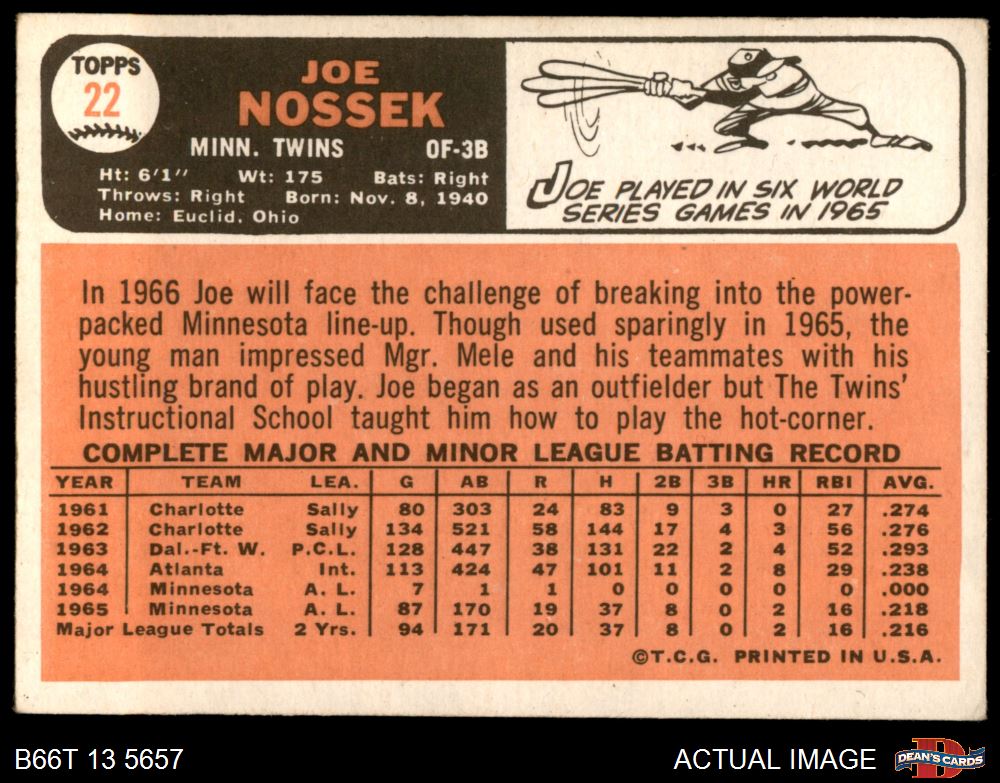 TOPPS
22
JOE
NOSSEK
MINN. TWINS OF-3B
Ht: 6'1" Wt: 175 Bats: Right
Throws: Right Born: Nov. 8, 1940
Home: Euclid, Ohio
JOE PLAYED IN SIX WORLD
SERIES GAMES IN 1965
In 1966 Joe will face the challenge of breaking into the power-
packed Minnesota line-up. Though used sparingly in 1965, the
young man impressed Mgr. Mele and his teammates with his
hustling brand of play. Joe began as an outfielder but The Twins'
Instructional School taught him how to play the hot-corner.
COMPLETE MAJOR AND MINOR LEAGUE BATTING RECORD
YEAR TEAM LEA. G AB R H 2B 3B HR RBI AVG.
1961 Charlotte Sally 80 303 24 83 9 3 0 27 .274
1962 Charlotte Sally 134 521 58 144 17 4 3 56 .276
1963 Dal.-Ft. W. P.C.L. 128 447 38 131 22 2 4 52 .293
1964 Atlanta Int. 113 424 47 101 11 2 8 29 .238
1964 Minnesota A. L. 7 1 1 0 0 0 0 0 .000
1965 Minnesota A. L. 87 170 19 37 8 0 2 16 .218
Major League Totals 2 Yrs. 94 171 20 37 8 0 2 16 .216
©T.C.G. PRINTED IN U.S.A.
B66T 13 5657 ACTUAL IMAGE D DEAN'S CARDS